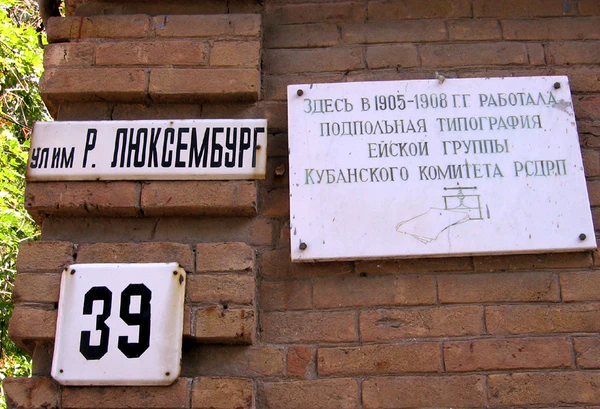 УЛ ИМ Р. ЛЮКСЕМБУРГ
39
ЗДЕСЬ В 1905-1908 Г.Г. РАБОТАЛА
ПОДПОЛЬНАЯ ТИПОГРАФИЯ
ЕЙСКОЙ ГРУППЫ
КУБАНСКОГО КОМИТЕТА РСДРП